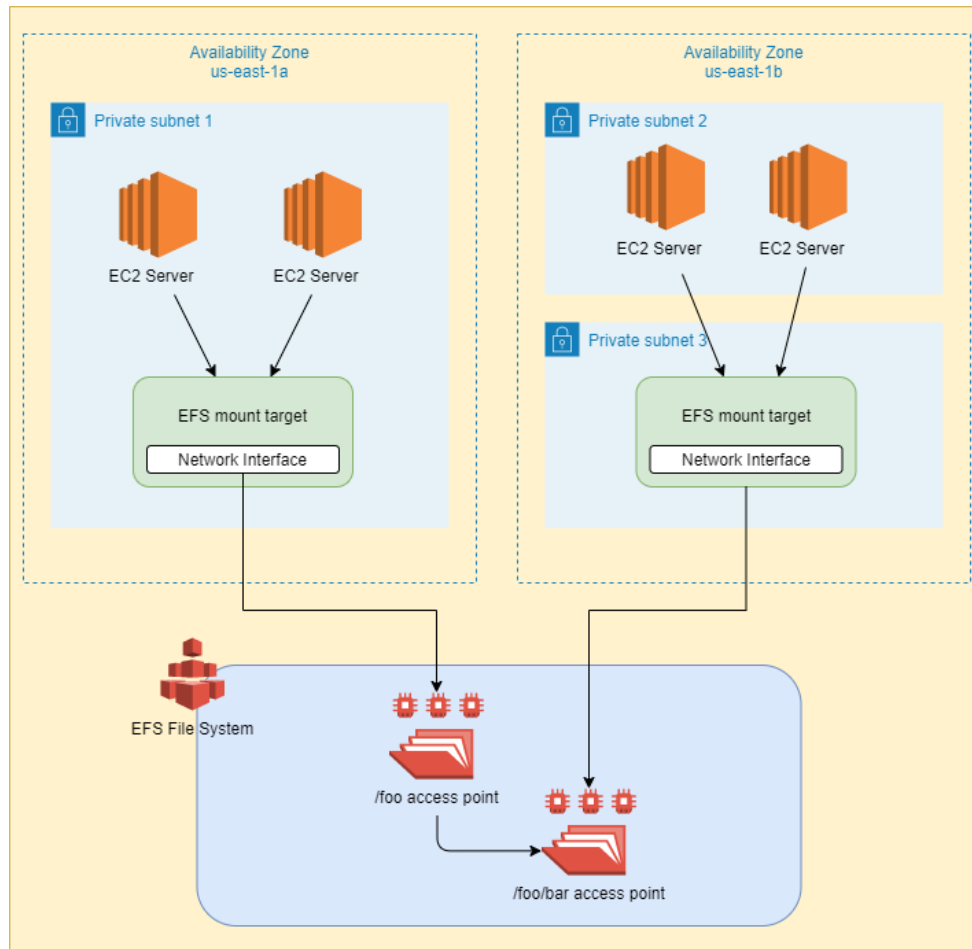 Availability Zone
us-east-1a
Private subnet 1
EC2 Server
EC2 Server
EFS mount target
Network Interface
Availability Zone
us-east-1b
Private subnet 2
EC2 Server
EC2 Server
Private subnet 3
EFS mount target
Network Interface
EFS File System
/foo access point
/foo/bar access point